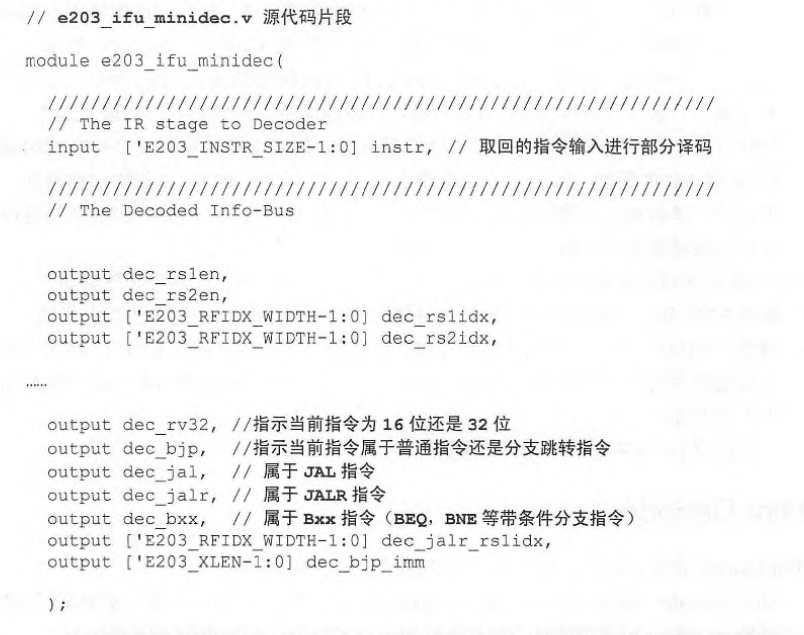 // e203_ifu_minidec.v 源代码片段
module e203_ifu_minidec(
//////////////////////////////////////////////////////////////
// The IR stage to Decoder
input ['E203_INSTR_SIZE-1:0] instr, // 取回的指令输入进行部分译码
//////////////////////////////////////////////////////////////
// The Decoded Info-Bus
output dec_rs1en,
output dec_rs2en,
output ['E203_RFIDX_WIDTH-1:0] dec_rs1idx,
output ['E203_RFIDX_WIDTH-1:0] dec_rs2idx,
……
output dec_rv32, //指示当前指令为 16 位还是 32 位
output dec_bjp, //指示当前指令属于普通指令还是分支跳转指令
output dec_jal, // 属于 JAL 指令
output dec_jalr, // 属于 JALR 指令
output dec_bxx, // 属于 Bxx 指令（BEQ，BNE 等带条件分支指令）
output ['E203_RFIDX_WIDTH-1:0] dec_jalr_rs1idx,
output ['E203_XLEN-1:0] dec_bjp_imm
);